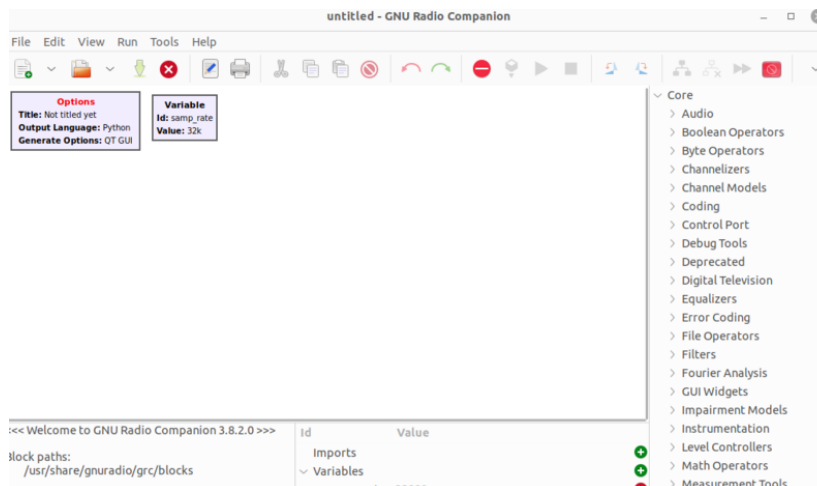 untitled - GNU Radio Companion
File Edit View Run Tools Help
Options
Title: Not titled yet
Output Language: Python
Generate Options: QT GUI
Variable
Id: samp_rate
Value: 32k
Core
Audio
Boolean Operators
Byte Operators
Channelizers
Channel Models
Coding
Control Port
Debug Tools
Deprecated
Digital Television
Equalizers
Error Coding
File Operators
Filters
Fourier Analysis
GUI Widgets
Impairment Models
Instrumentation
Level Controllers
Math Operators
Measurement Tools
<<< Welcome to GNU Radio Companion 3.8.2.0 >>>
Block paths:
/usr/share/gnuradio/grc/blocks
Id Value
Imports
Variables